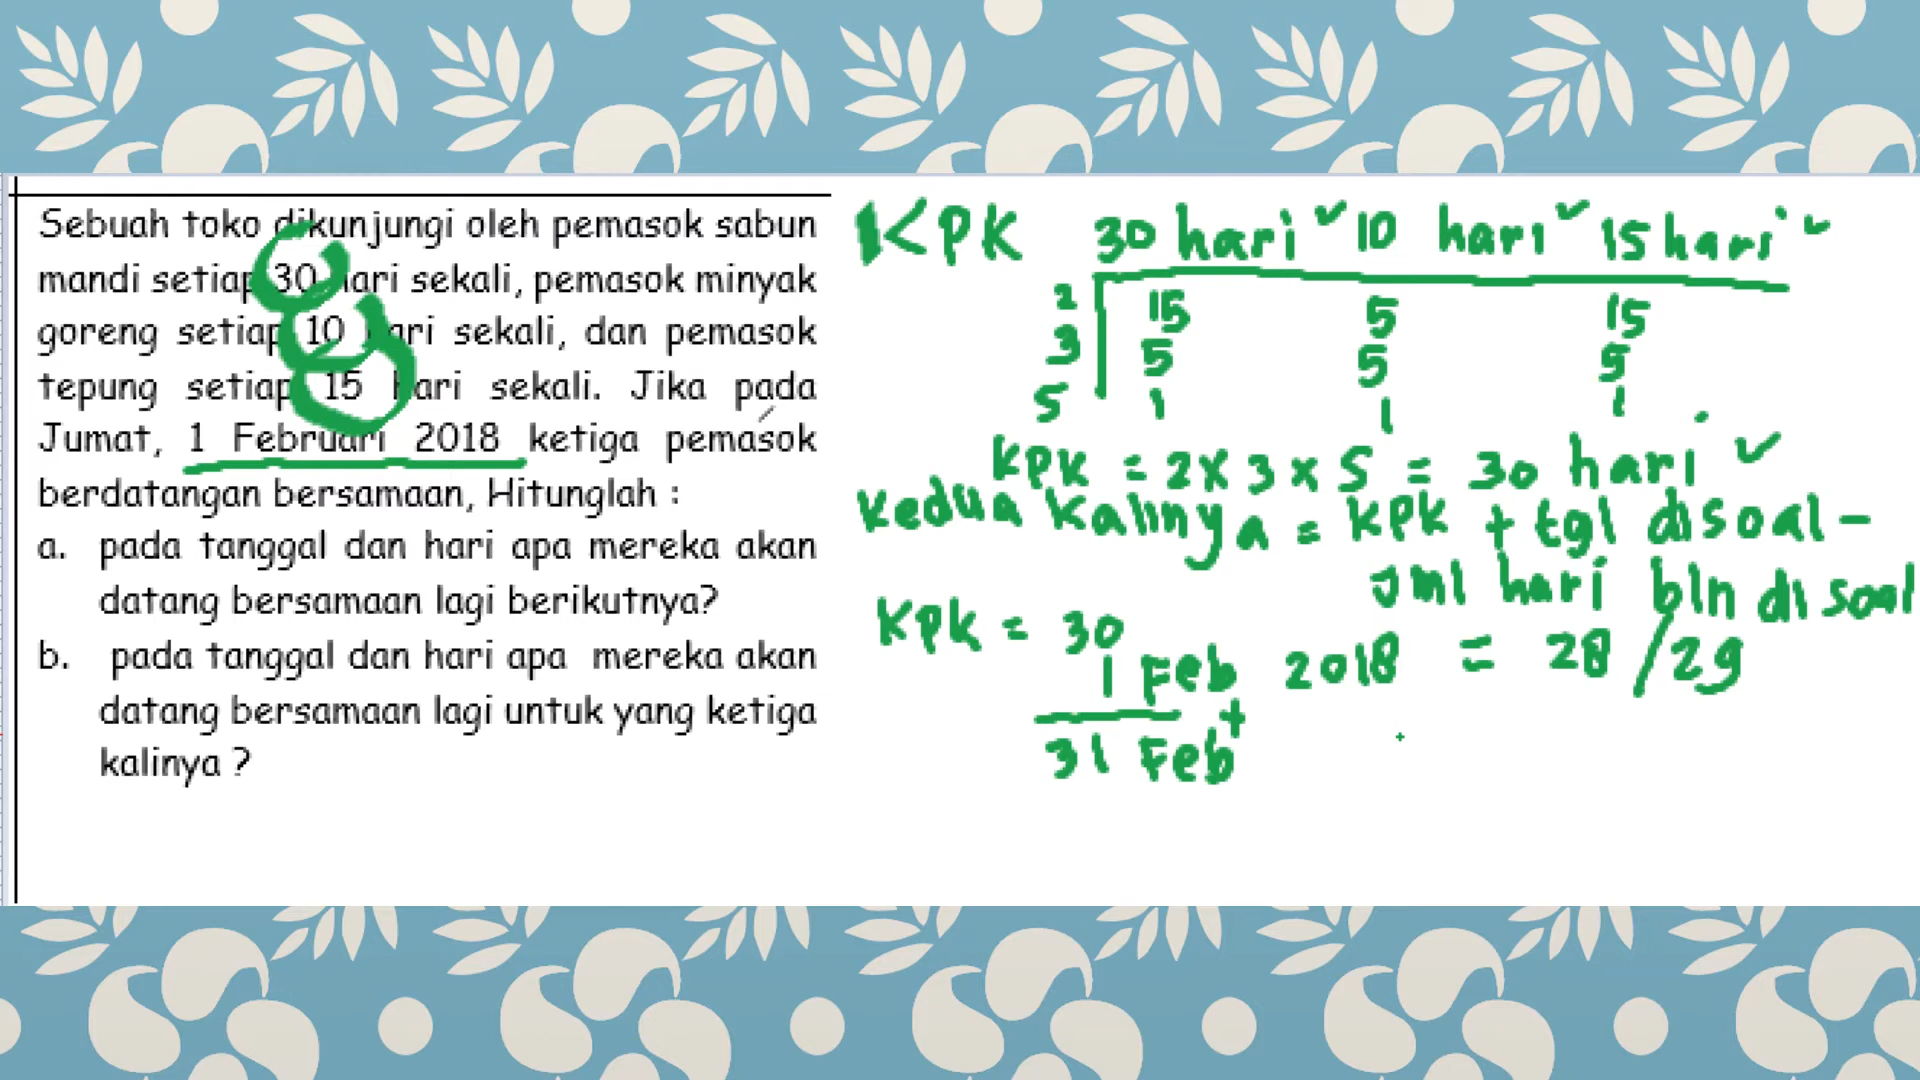 Sebuah toko dikunjungi oleh pemasok sabun
mandi setiap 30 hari sekali, pemasok minyak
goreng setiap 10 hari sekali, dan pemasok
tepung setiap 15 hari sekali. Jika pada
Jumat, 1 Februari 2018 ketiga pemasok
berdatangan bersamaan, Hitunglah :
a. pada tanggal dan hari apa mereka akan
datang bersamaan lagi berikutnya?
b. pada tanggal dan hari apa mereka akan
datang bersamaan lagi untuk yang ketiga
kalinya ?
KPK 30 hari ✓ 10 hari ✓ 15 hari ✓
2 15 5 15
3 5 5 5
5 1 1 1
KPK = 2 x 3 x 5 = 30 hari ✓
Kedua Kalinya = KPK + tgl disoal -
Jml hari bln di soal
KPK = 30
1 Feb 2018 = 28 / 29
+
31 Feb